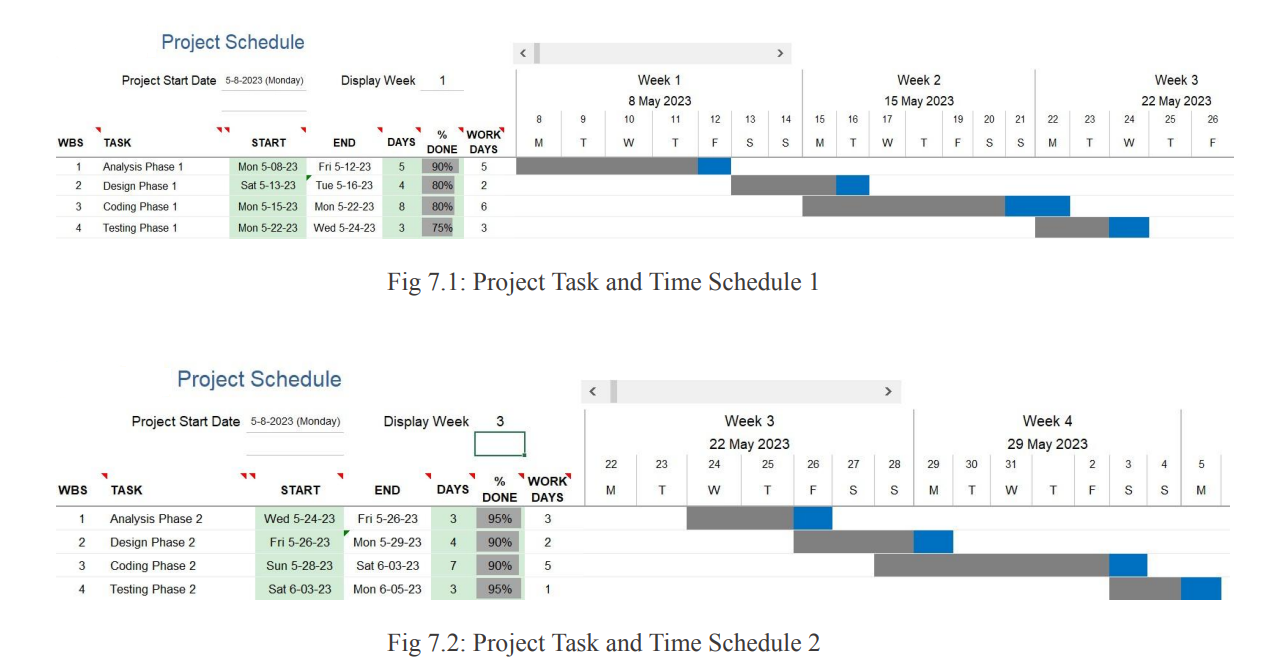 Project Schedule
Project Start Date 5-8-2023 (Monday) Display Week 1 Week 1 Week 2 Week 3
8 May 2023 15 May 2023 22 May 2023
8 9 10 11 12 13 14 15 16 17 19 20 21 22 23 24 25 26
WBS TASK START END DAYS % DONE WORK DAYS M T W T F S S M T W T F S S M T W T F
1 Analysis Phase 1 Mon 5-08-23 Fri 5-12-23 5 90% 5
2 Design Phase 1 Sat 5-13-23 Tue 5-16-23 4 80% 2
3 Coding Phase 1 Mon 5-15-23 Mon 5-22-23 8 80% 6
4 Testing Phase 1 Mon 5-22-23 Wed 5-24-23 3 75% 3
Fig 7.1: Project Task and Time Schedule 1
Project Schedule
Project Start Date 5-8-2023 (Monday) Display Week 3 Week 3 Week 4
22 May 2023 29 May 2023
22 23 24 25 26 27 28 29 30 31 2 3 4 5
WBS TASK START END DAYS % DONE WORK DAYS M T W T F S S M T W T F S S M
1 Analysis Phase 2 Wed 5-24-23 Fri 5-26-23 3 95% 3
2 Design Phase 2 Fri 5-26-23 Mon 5-29-23 4 90% 2
3 Coding Phase 2 Sun 5-28-23 Sat 6-03-23 7 90% 5
4 Testing Phase 2 Sat 6-03-23 Mon 6-05-23 3 95% 1
Fig 7.2: Project Task and Time Schedule 2